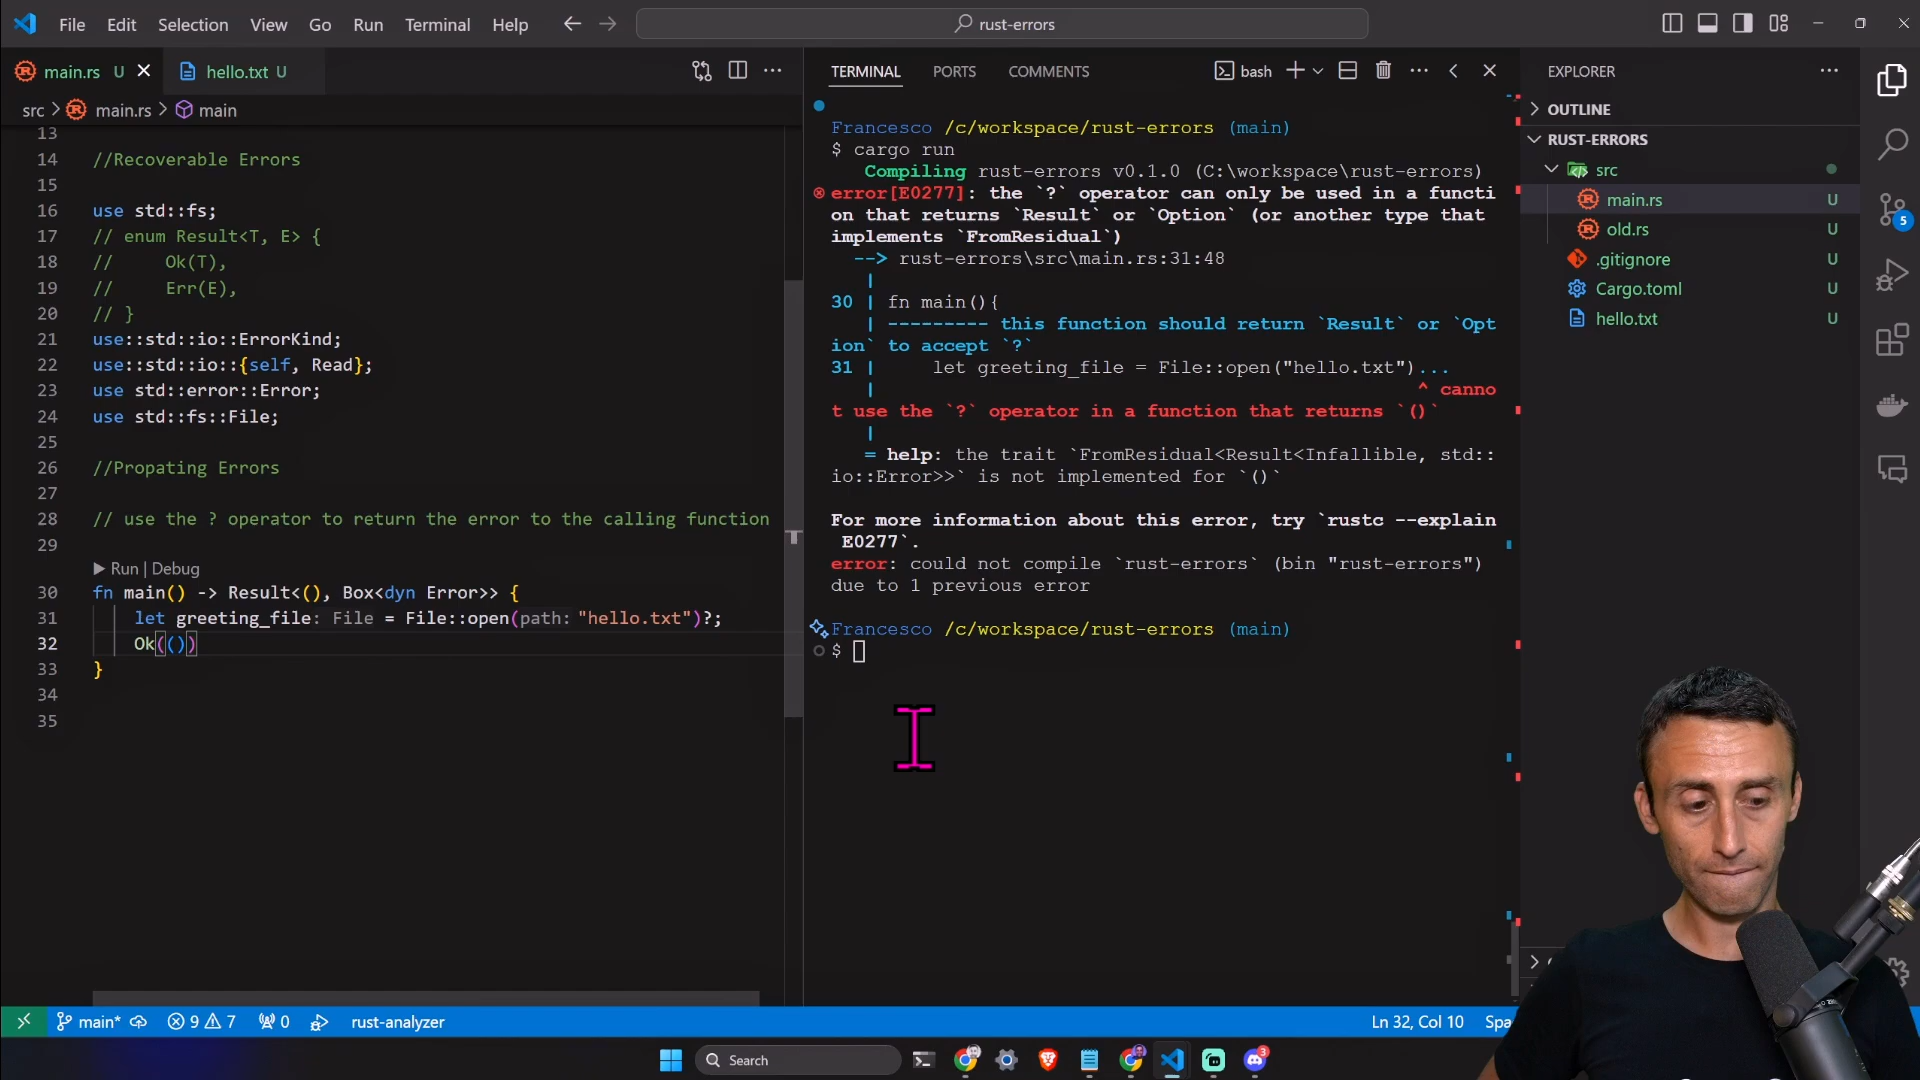 File Edit Selection View Go Run Terminal Help
rust-errors
main.rs U
hello.txt U
src > main.rs > main
13
14 //Recoverable Errors
15
16 use std::fs;
17 // enum Result<T, E> {
18 //     Ok(T),
19 //     Err(E),
20 // }
21 use::std::io::ErrorKind;
22 use::std::io::{self, Read};
23 use std::error::Error;
24 use std::fs::File;
25
26 //Propating Errors
27
28 // use the ? operator to return the error to the calling function
29
Run | Debug
30 fn main() -> Result<(), Box<dyn Error>> {
31     let greeting_file: File = File::open(path: "hello.txt")?;
32     Ok(())
33 }
34
35
TERMINAL PORTS COMMENTS
bash
Francesco /c/workspace/rust-errors (main)
$ cargo run
Compiling rust-errors v0.1.0 (C:\workspace\rust-errors)
error[E0277]: the `?` operator can only be used in a functi
on that returns `Result` or `Option` (or another type that
implements `FromResidual`)
--> rust-errors\src\main.rs:31:48
|
30 | fn main(){
| --------- this function should return `Result` or `Opt
ion` to accept `?`
31 |     let greeting_file = File::open("hello.txt")...
| ^ canno
t use the `?` operator in a function that returns `()`
|
= help: the trait `FromResidual<Result<Infallible, std::
io::Error>>` is not implemented for `()`
For more information about this error, try `rustc --explain
E0277`.
error: could not compile `rust-errors` (bin "rust-errors")
due to 1 previous error
Francesco /c/workspace/rust-errors (main)
$
EXPLORER
OUTLINE
RUST-ERRORS
src
main.rs U
old.rs U
.gitignore U
Cargo.toml U
hello.txt U
5
main* 9 7 0 rust-analyzer
Ln 32, Col 10
Search
3